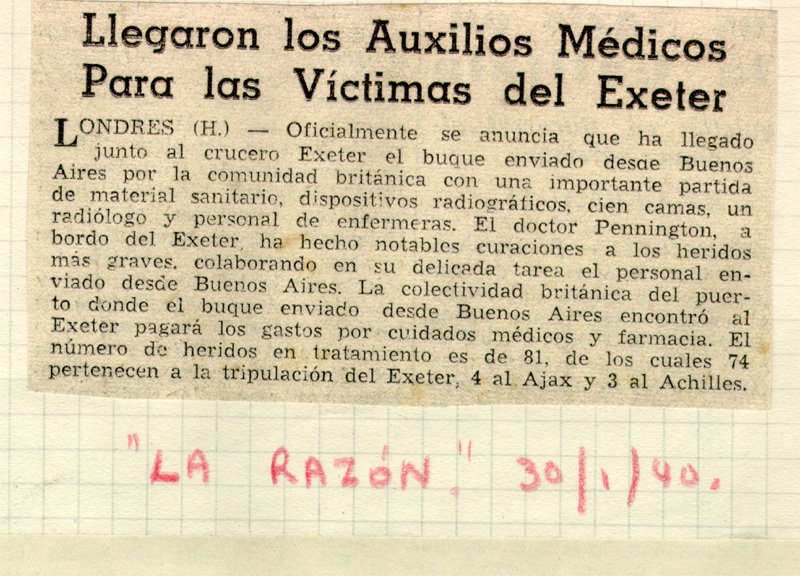 Llegaron los Auxilios Médicos
Para las Víctimas del Exeter
LONDRES (H.) — Oficialmente se anuncia que ha llegado
junto al crucero Exeter el buque enviado desde Buenos
Aires por la comunidad británica con una importante partida
de material sanitario, dispositivos radiográficos, cien camas, un
radiólogo y personal de enfermeras. El doctor Pennington, a
bordo del Exeter, ha hecho notables curaciones a los heridos
más graves, colaborando en su delicada tarea el personal en-
viado desde Buenos Aires. La colectividad británica del puer-
to donde el buque enviado desde Buenos Aires encontró al
Exeter pagará los gastos por cuidados médicos y farmacia. El
número de heridos en tratamiento es de 81, de los cuales 74
pertenecen a la tripulación del Exeter, 4 al Ajax y 3 al Achilles.
"LA RAZÓN." 30/1/40.